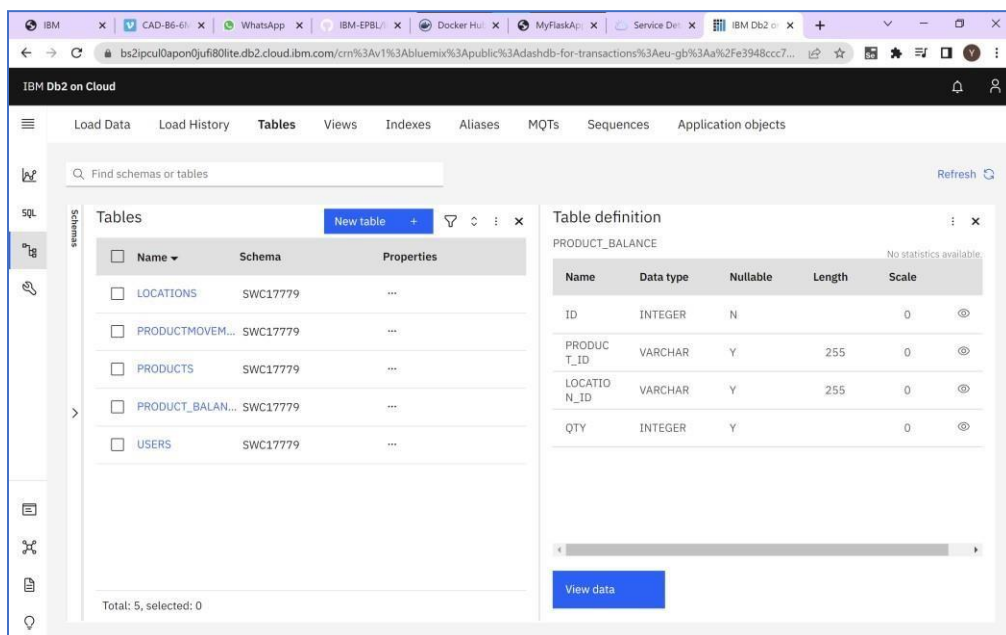 IBM
CAD-B6-6
WhatsApp
IBM-EPBL/
Docker Hu
MyFlaskAp
Service De
IBM Db2 o
bs2ipcul0apon0jufi80lite.db2.cloud.ibm.com/crn%3Av1%3Abluemix%3Apublic%3Adashdb-for-transactions%3Aeu-gb%3Aa%2Fe3948ccc7...
IBM Db2 on Cloud
Load Data Load History Tables Views Indexes Aliases MQTs Sequences Application objects
Find schemas or tables
Refresh
SQL
Schemas
Tables
New table +
Name Schema Properties
LOCATIONS SWC17779 ...
PRODUCTMOVEM... SWC17779 ...
PRODUCTS SWC17779 ...
PRODUCT_BALAN... SWC17779 ...
USERS SWC17779 ...
Total: 5, selected: 0
Table definition
PRODUCT_BALANCE
No statistics available.
Name Data type Nullable Length Scale
ID INTEGER N 0
PRODUC
T_ID VARCHAR Y 255 0
LOCATIO
N_ID VARCHAR Y 255 0
QTY INTEGER Y 0
View data